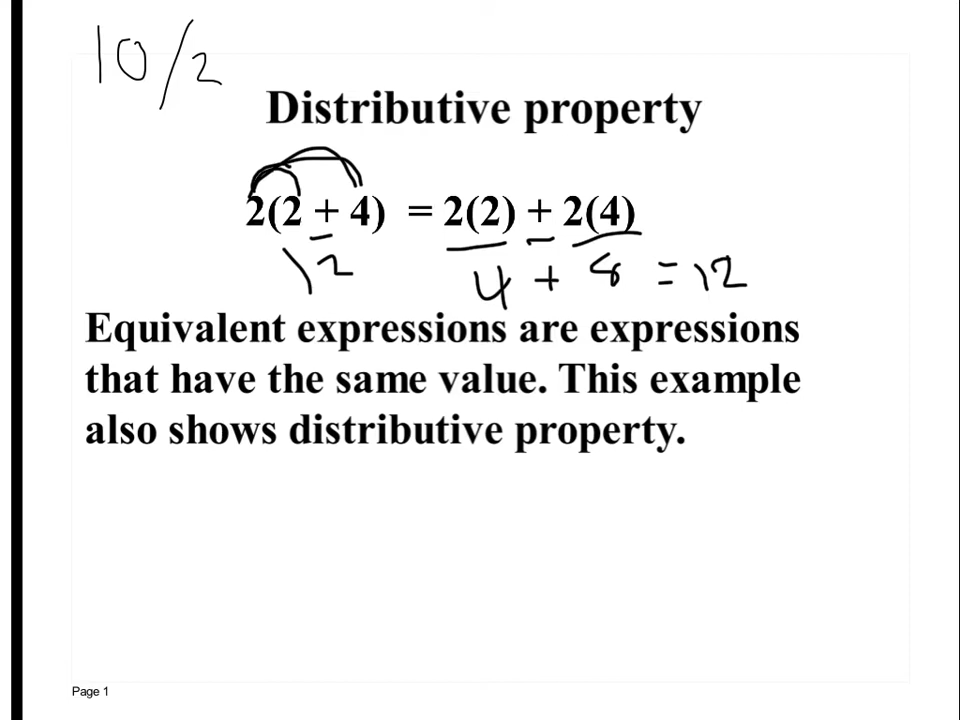 10/2
Distributive property
2(2 + 4) = 2(2) + 2(4)
12 4 + 8 = 12
Equivalent expressions are expressions
that have the same value. This example
also shows distributive property.
Page 1